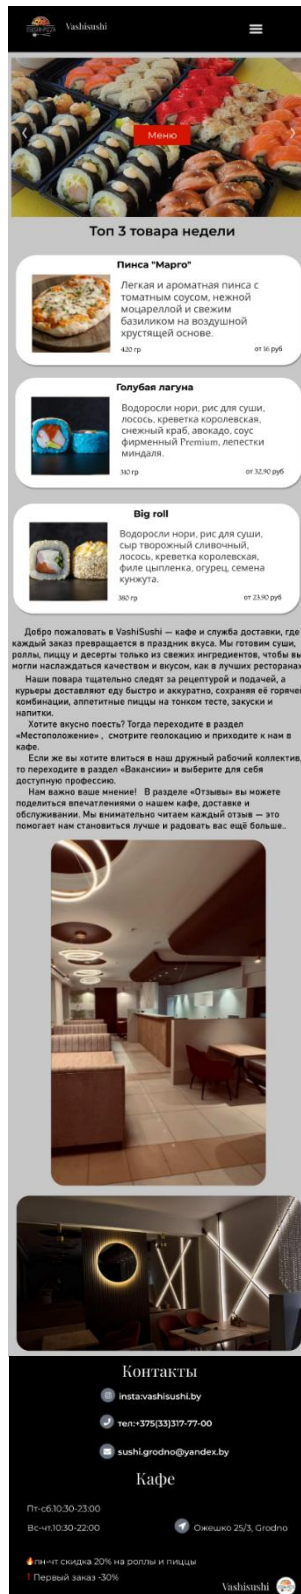 Vashisushi
Меню
Топ 3 товара недели
Пинса "Марго"
Легкая и ароматная пинса с
томатным соусом, нежной
моцареллой и свежим
базиликом на воздушной
хрустящей основе.
420 гр от 16 руб
Голубая лагуна
Водоросли нори, рис для суши,
лосось, креветка королевская,
снежный краб, авокадо, соус
фирменный Premium, лепестки
миндаля.
310 гр от 32,90 руб
Big roll
Водоросли нори, рис для суши,
сыр творожный сливочный,
лосось, креветка королевская,
филе цыпленка, огурец, семена
кунжута.
380 гр от 23,90 руб
Добро пожаловать в VashiSushi — кафе и служба доставки, где
каждый заказ превращается в праздник вкуса. Мы готовим суши,
роллы, пиццу и десерты только из свежих ингредиентов, чтобы вы
могли наслаждаться качеством и вкусом, как в лучших ресторанах
Наши повара тщательно следят за рецептурой и подачей, а
курьеры доставляют еду быстро и аккуратно, сохраняя её горячей
комбинации, аппетитные пиццы на тонком тесте, закуски и
напитки.
Хотите вкусно поесть? Тогда переходите в раздел
«Местоположение» , смотрите геолокацию и приходите к нам в
кафе.
Если же вы хотите влиться в наш дружный рабочий коллектив,
то переходите в раздел «Вакансии» и выберите для себя
доступную профессию.
Нам важно ваше мнение! В разделе «Отзывы» вы можете
поделиться впечатлениями о нашем кафе, доставке и
обслуживании. Мы внимательно читаем каждый отзыв — это
помогает нам становиться лучше и радовать вас ещё больше..
Контакты
insta:vashisushi.by
тел:+375(33)317-77-00
sushi.grodno@yandex.by
Кафе
Пт-сб.10:30-23:00
Вс-чт.10:30-22:00 Ожешко 25/3, Grodno
🔥пн-чт скидка 20% на роллы и пиццы
! Первый заказ -30%
Vashisushi